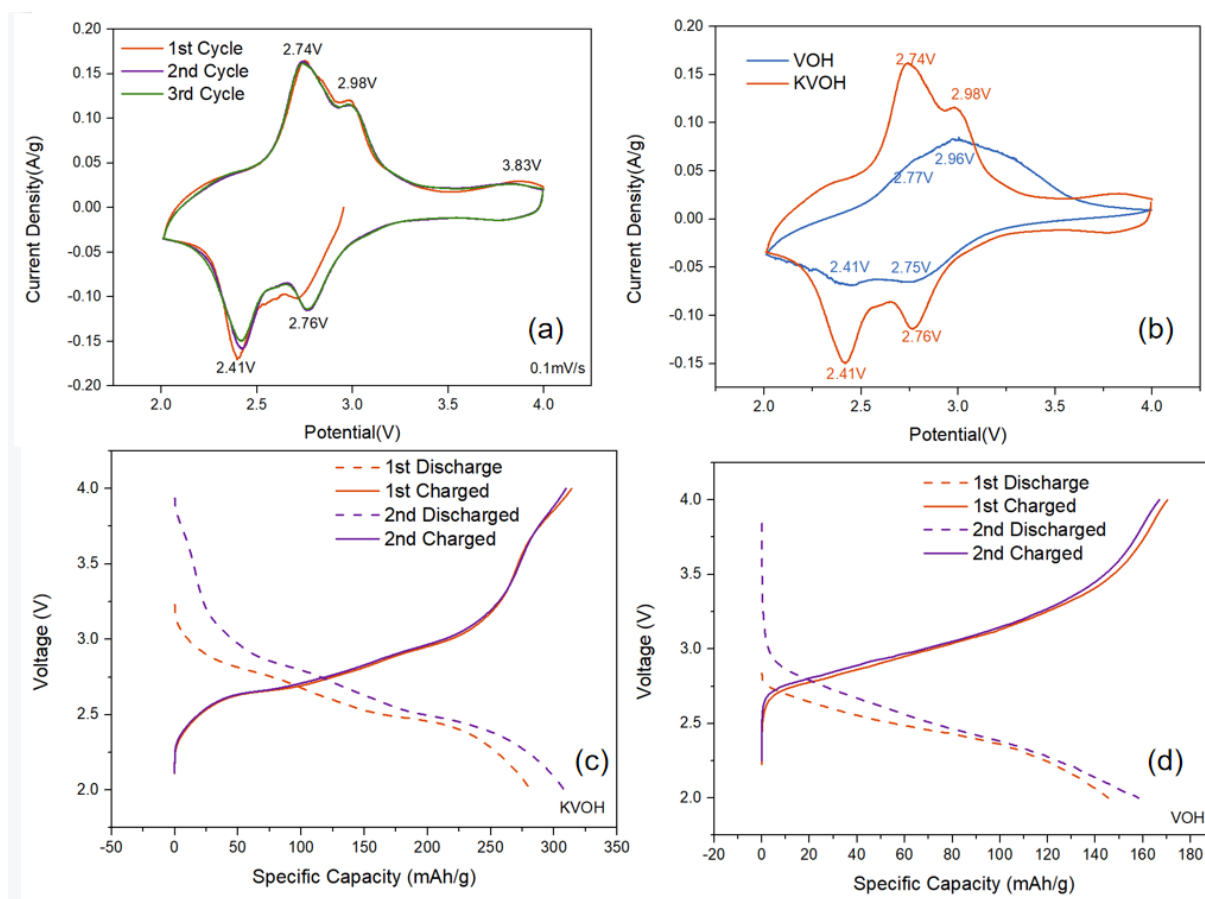 0.20
0.15
0.10
0.05
0.00
-0.05
-0.10
-0.15
-0.20
Current Density(A/g)
1st Cycle
2nd Cycle
3rd Cycle
2.74V
2.98V
3.83V
2.76V
2.41V
(a)
0.1mV/s
2.0
2.5
3.0
3.5
4.0
Potential(V)
0.20
0.15
0.10
0.05
0.00
-0.05
-0.10
-0.15
Current Density(A/g)
VOH
KVOH
2.74V
2.98V
2.96V
2.77V
2.41V
2.75V
2.76V
2.41V
(b)
2.0
2.5
3.0
3.5
4.0
Potential(V)
4.0
3.5
3.0
2.5
2.0
Voltage (V)
1st Discharge
1st Charged
2nd Discharged
2nd Charged
(c)
KVOH
0
50
100
150
200
250
300
350
Specific Capacity (mAh/g)
4.0
3.5
3.0
2.5
2.0
Voltage (V)
1st Discharge
1st Charged
2nd Discharged
2nd Charged
(d)
VOH
-20
0
20
40
60
80
100
120
140
160
180
Specific Capacity (mAh/g)